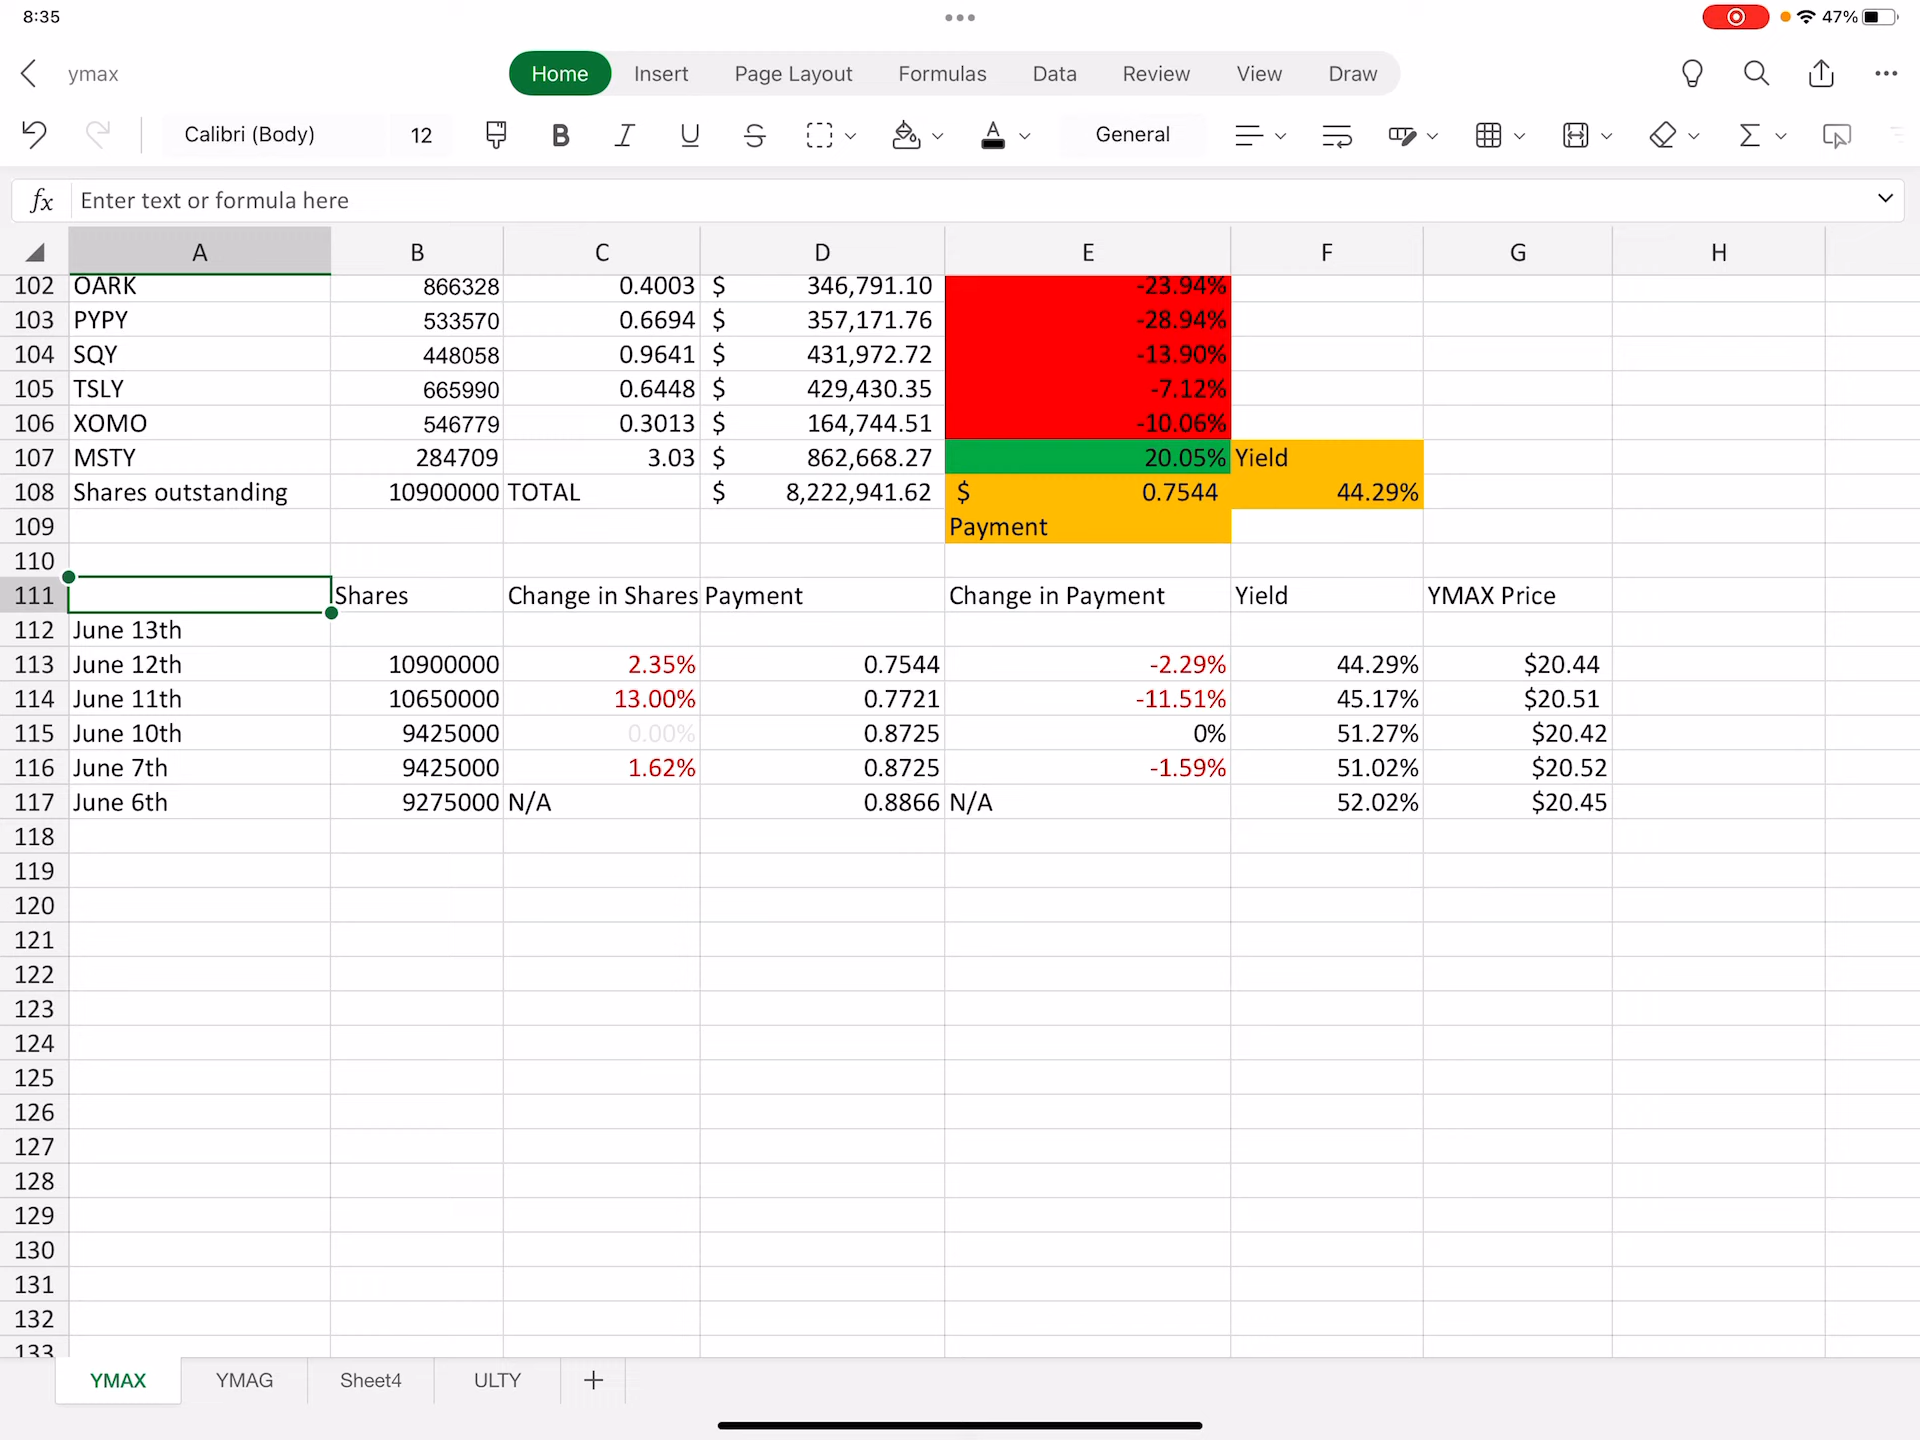 8:35
47%
ymax
Home Insert Page Layout Formulas Data Review View Draw
Calibri (Body) 12 General
fx Enter text or formula here
A B C D E F G H
102 OARK 866328 0.4003 $ 346,791.10 -23.94%
103 PYPY 533570 0.6694 $ 357,171.76 -28.94%
104 SQY 448058 0.9641 $ 431,972.72 -13.90%
105 TSLY 665990 0.6448 $ 429,430.35 -7.12%
106 XOMO 546779 0.3013 $ 164,744.51 -10.06%
107 MSTY 284709 3.03 $ 862,668.27 20.05% Yield
108 Shares outstanding 10900000 TOTAL $ 8,222,941.62 $ 0.7544 44.29%
109 Payment
110
111 Shares Change in Shares Payment Change in Payment Yield YMAX Price
112 June 13th
113 June 12th 10900000 2.35% 0.7544 -2.29% 44.29% $20.44
114 June 11th 10650000 13.00% 0.7721 -11.51% 45.17% $20.51
115 June 10th 9425000 0.00% 0.8725 0% 51.27% $20.42
116 June 7th 9425000 1.62% 0.8725 -1.59% 51.02% $20.52
117 June 6th 9275000 N/A 0.8866 N/A 52.02% $20.45
118
119
120
121
122
123
124
125
126
127
128
129
130
131
132
133
YMAX YMAG Sheet4 ULTY